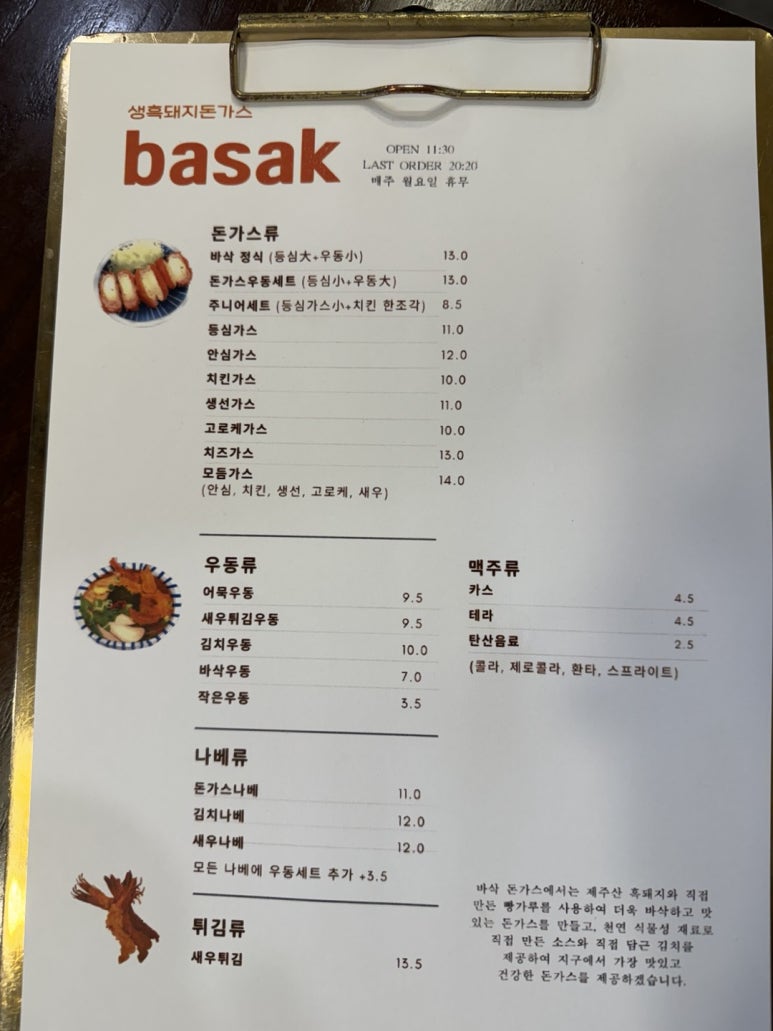 생흑돼지돈가스
basak
OPEN 11:30
LAST ORDER 20:20
매주 월요일 휴무
돈가스류
바삭 정식 (등심大+우동小) 13.0
돈가스우동세트 (등심小+우동大) 13.0
주니어세트 (등심가스小+치킨 한조각) 8.5
등심가스 11.0
안심가스 12.0
치킨가스 10.0
생선가스 11.0
고로케가스 10.0
치즈가스 13.0
모듬가스 14.0
(안심, 치킨, 생선, 고로케, 새우)
우동류
어묵우동 9.5
새우튀김우동 9.5
김치우동 10.0
바삭우동 7.0
작은우동 3.5
맥주류
카스 4.5
테라 4.5
탄산음료 2.5
(콜라, 제로콜라, 환타, 스프라이트)
나베류
돈가스나베 11.0
김치나베 12.0
새우나베 12.0
모든 나베에 우동세트 추가 +3.5
튀김류
새우튀김 13.5
바삭 돈가스에서는 제주산 흑돼지와 직접
만든 빵가루를 사용하여 더욱 바삭하고 맛
있는 돈가스를 만들고, 천연 식물성 재료로
직접 만든 소스와 직접 담근 김치를
제공하여 지구에서 가장 맛있고
건강한 돈가스를 제공하겠습니다.